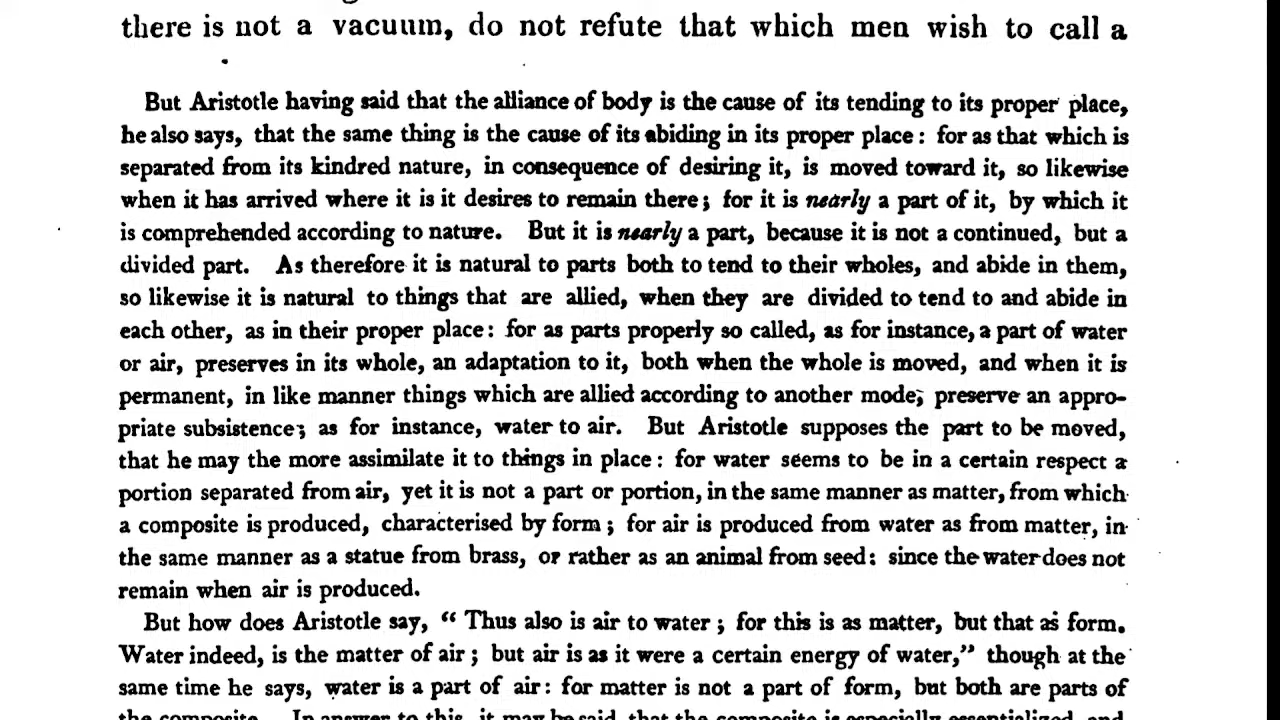 there is not a vacuum, do not refute that which men wish to call a
But Aristotle having said that the alliance of body is the cause of its tending to its proper place,
he also says, that the same thing is the cause of its abiding in its proper place : for as that which is
separated from its kindred nature, in consequence of desiring it, is moved toward it, so likewise
when it has arrived where it is it desires to remain there ; for it is nearly a part of it, by which it
is comprehended according to nature. But it is nearly a part, because it is not a continued, but a
divided part. As therefore it is natural to parts both to tend to their wholes, and abide in them,
so likewise it is natural to things that are allied, when they are divided to tend to and abide in
each other, as in their proper place : for as parts properly so called, as for instance, a part of water
or air, preserves in its whole, an adaptation to it, both when the whole is moved, and when it is
permanent, in like manner things which are allied according to another mode, preserve an appro-
priate subsistence ; as for instance, water to air. But Aristotle supposes the part to be moved,
that he may the more assimilate it to things in place : for water seems to be in a certain respect a
portion separated from air, yet it is not a part or portion, in the same manner as matter, from which
a composite is produced, characterised by form ; for air is produced from water as from matter, in
the same manner as a statue from brass, or rather as an animal from seed : since the water does not
remain when air is produced.
But how does Aristotle say, “ Thus also is air to water ; for this is as matter, but that as form.
Water indeed, is the matter of air ; but air is as it were a certain energy of water,” though at the
same time he says, water is a part of air : for matter is not a part of form, but both are parts of
the composite. In answer to this, it may be said, that the composite is especially essentialized, and